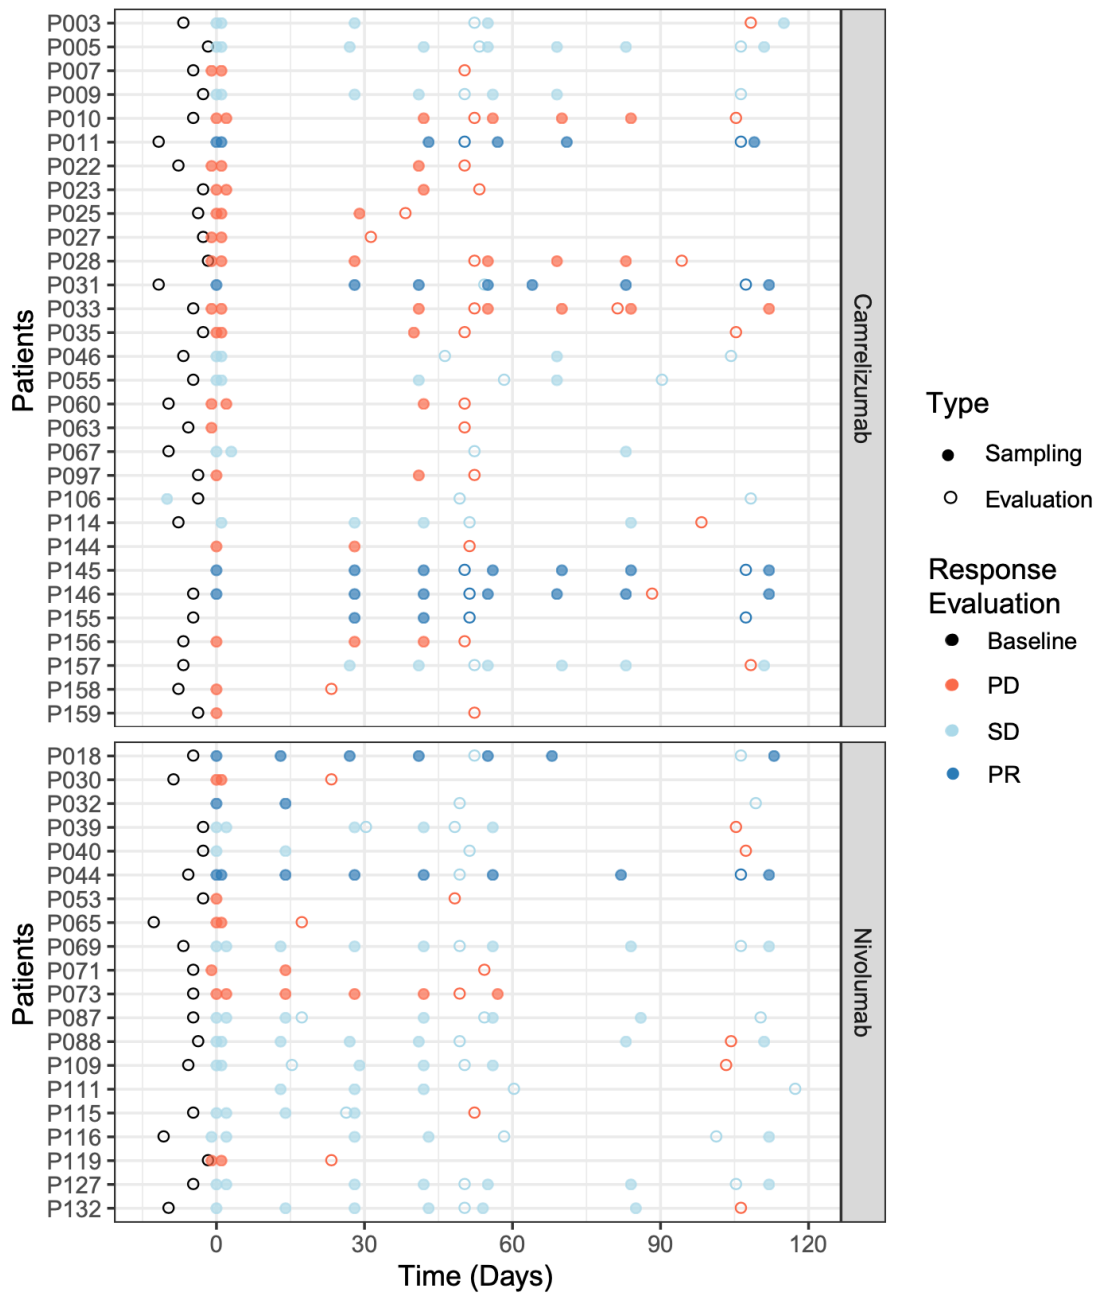 P003
P005
P007
P009
P010
P011
P022
P023
P025
P027
P028
P031
P033
P035
P046
P055
P060
P063
P067
P097
P106
P114
P144
P145
P146
P155
P156
P157
P158
P159
Patients
Camrelizumab
P018
P030
P032
P039
P040
P044
P053
P065
P069
P071
P073
P087
P088
P109
P111
P115
P116
P119
P127
P132
Patients
Nivolumab
0 30 60 90 120
Time (Days)
Type
Sampling
Evaluation
Response
Evaluation
Baseline
PD
SD
PR